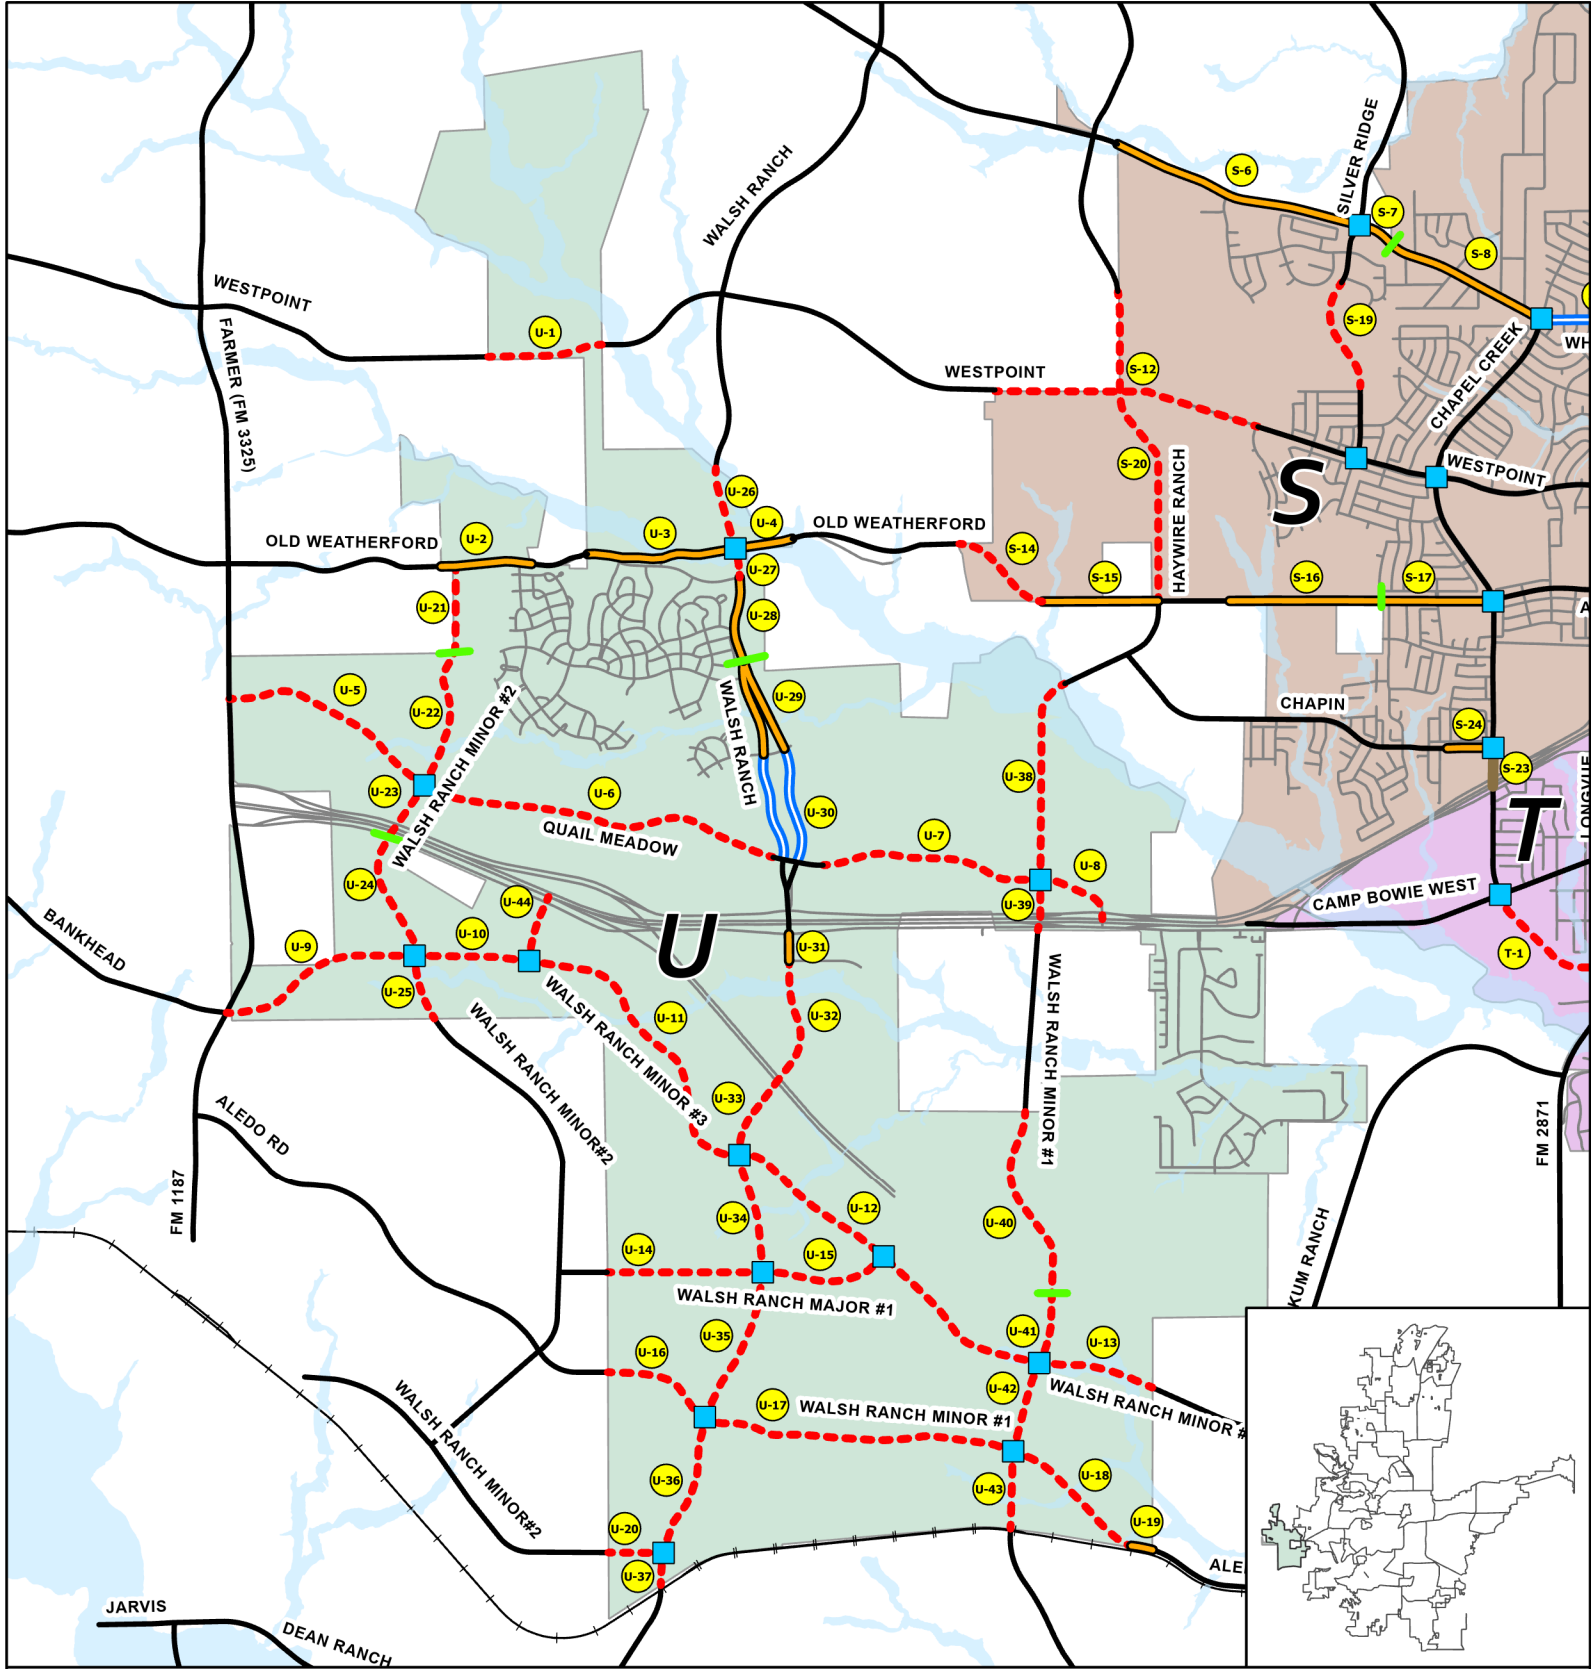 S-6
SILVER RIDGE
S-7
S-8
WALSH RANCH
WESTPOINT
U-1
FARMER (FM 3325)
S-19
WH
CHAPEL CREEK
WESTPOINT
S-12
S-20
HAYWIRE RANCH
S
WESTPOINT
U-26
U-4
OLD WEATHERFORD
OLD WEATHERFORD
U-2
U-3
U-27
S-14
S-15
S-16
S-17
A
U-21
U-28
U-5
U-22
WALSH RANCH MINOR #2
WALSH RANCH
U-29
CHAPIN
S-24
S-23
U-38
U-23
U-6
U-30
QUAIL MEADOW
U-7
U-8
T
LONGVIE
U-24
U-44
U-39
CAMP BOWIE WEST
BANKHEAD
U-9
U-10
U
U-31
T-1
U-25
WALSH RANCH MINOR #3
U-11
U-32
WALSH RANCH MINOR #1
WALSH RANCH MINOR#2
ALEDO RD
U-33
FM 2871
FM 1187
U-34
U-12
U-40
U-14
U-15
KUM RANCH
WALSH RANCH MAJOR #1
U-35
U-41
U-13
U-16
U-42
WALSH RANCH MINOR #
WALSH RANCH MINOR#2
U-17
WALSH RANCH MINOR #1
U-36
U-43
U-18
U-20
U-19
U-37
ALE
JARVIS
DEAN RANCH